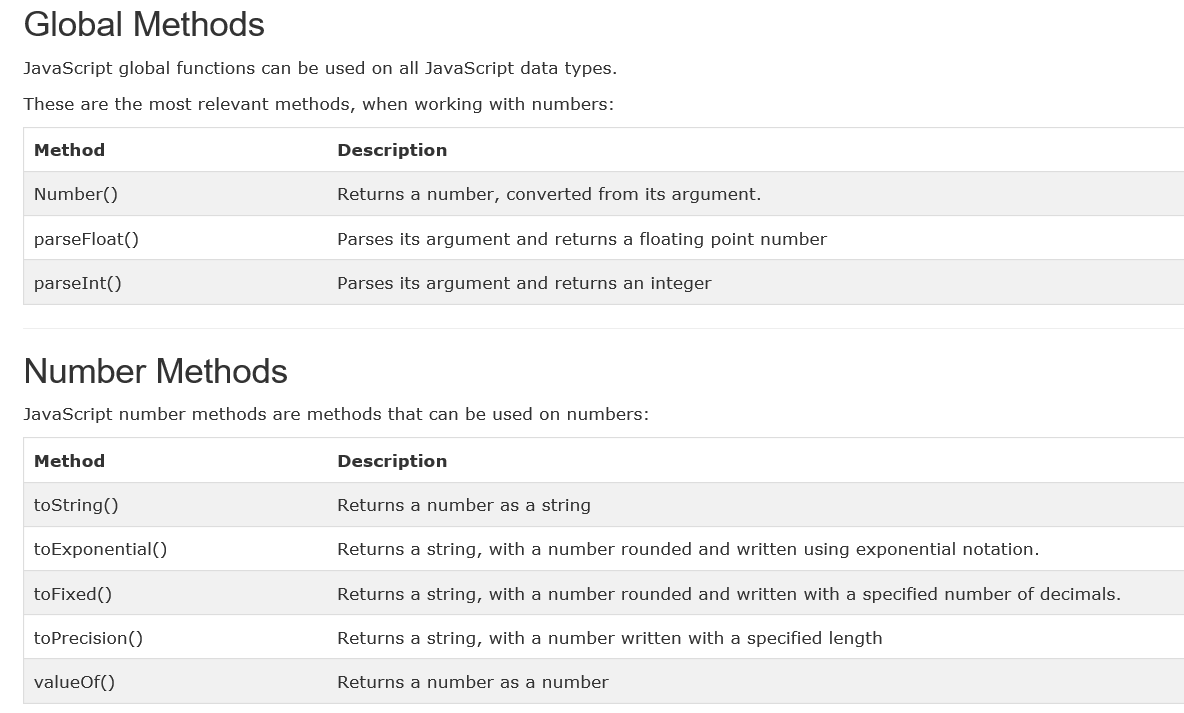 Global Methods
JavaScript global functions can be used on all JavaScript data types.
These are the most relevant methods, when working with numbers:
Method Description
Number() Returns a number, converted from its argument.
parseFloat() Parses its argument and returns a floating point number
parseInt() Parses its argument and returns an integer
Number Methods
JavaScript number methods are methods that can be used on numbers:
Method Description
toString() Returns a number as a string
toExponential() Returns a string, with a number rounded and written using exponential notation.
toFixed() Returns a string, with a number rounded and written with a specified number of decimals.
toPrecision() Returns a string, with a number written with a specified length
valueOf() Returns a number as a number